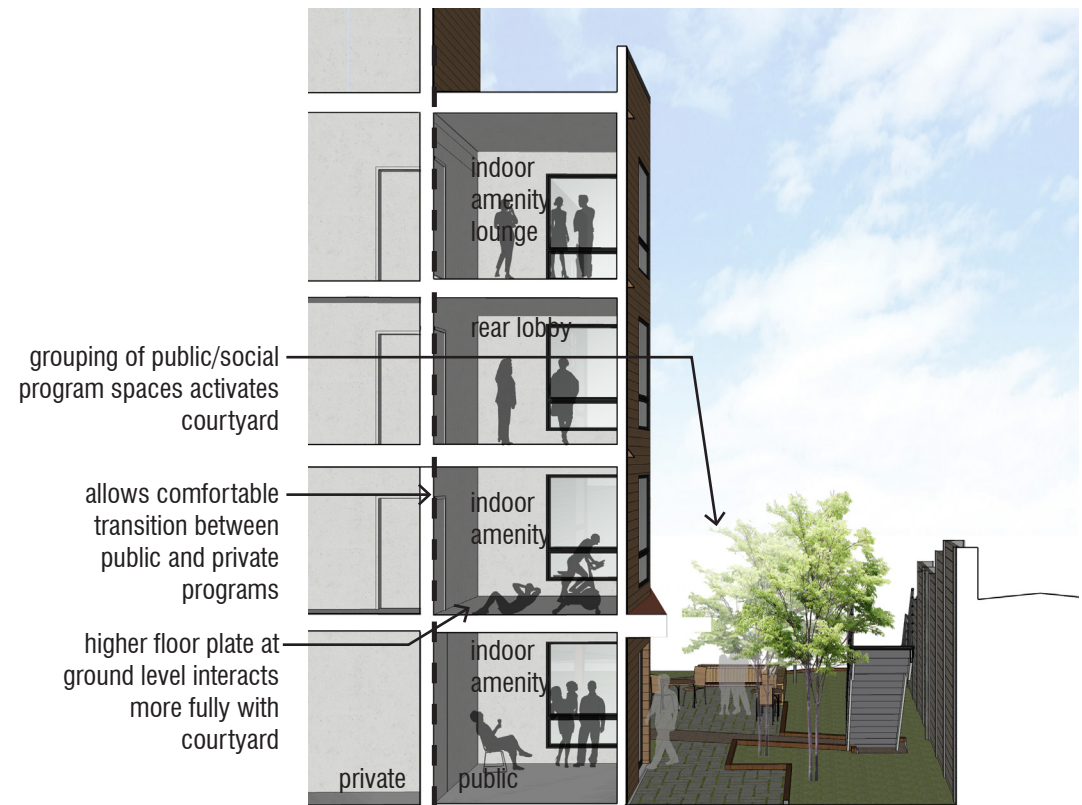 indoor
amenity
lounge
rear lobby
grouping of public/social
program spaces activates
courtyard
allows comfortable
transition between
public and private
programs
indoor
amenity
higher floor plate at
ground level interacts
more fully with
courtyard
indoor
amenity
private
public